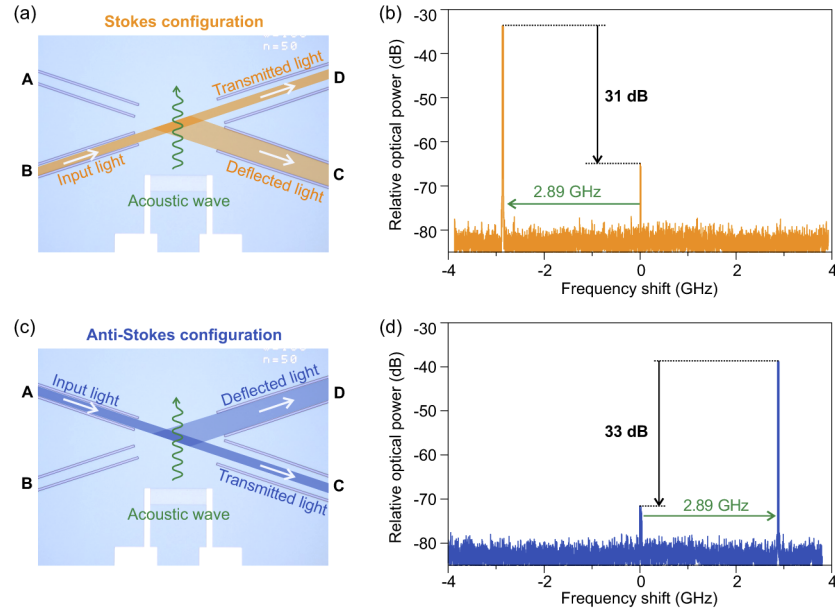 (a)
Stokes configuration
n=50
A
B
C
D
Transmitted light
Input light
Deflected light
Acoustic wave
(b)
Relative optical power (dB)
-30
-40
-50
-60
-70
-80
31 dB
2.89 GHz
-4
-2
0
2
4
Frequency shift (GHz)
(c)
Anti-Stokes configuration
n=50
A
B
C
D
Input light
Deflected light
Transmitted light
Acoustic wave
(d)
Relative optical power (dB)
-30
-40
-50
-60
-70
-80
33 dB
2.89 GHz
-4
-2
0
2
4
Frequency shift (GHz)